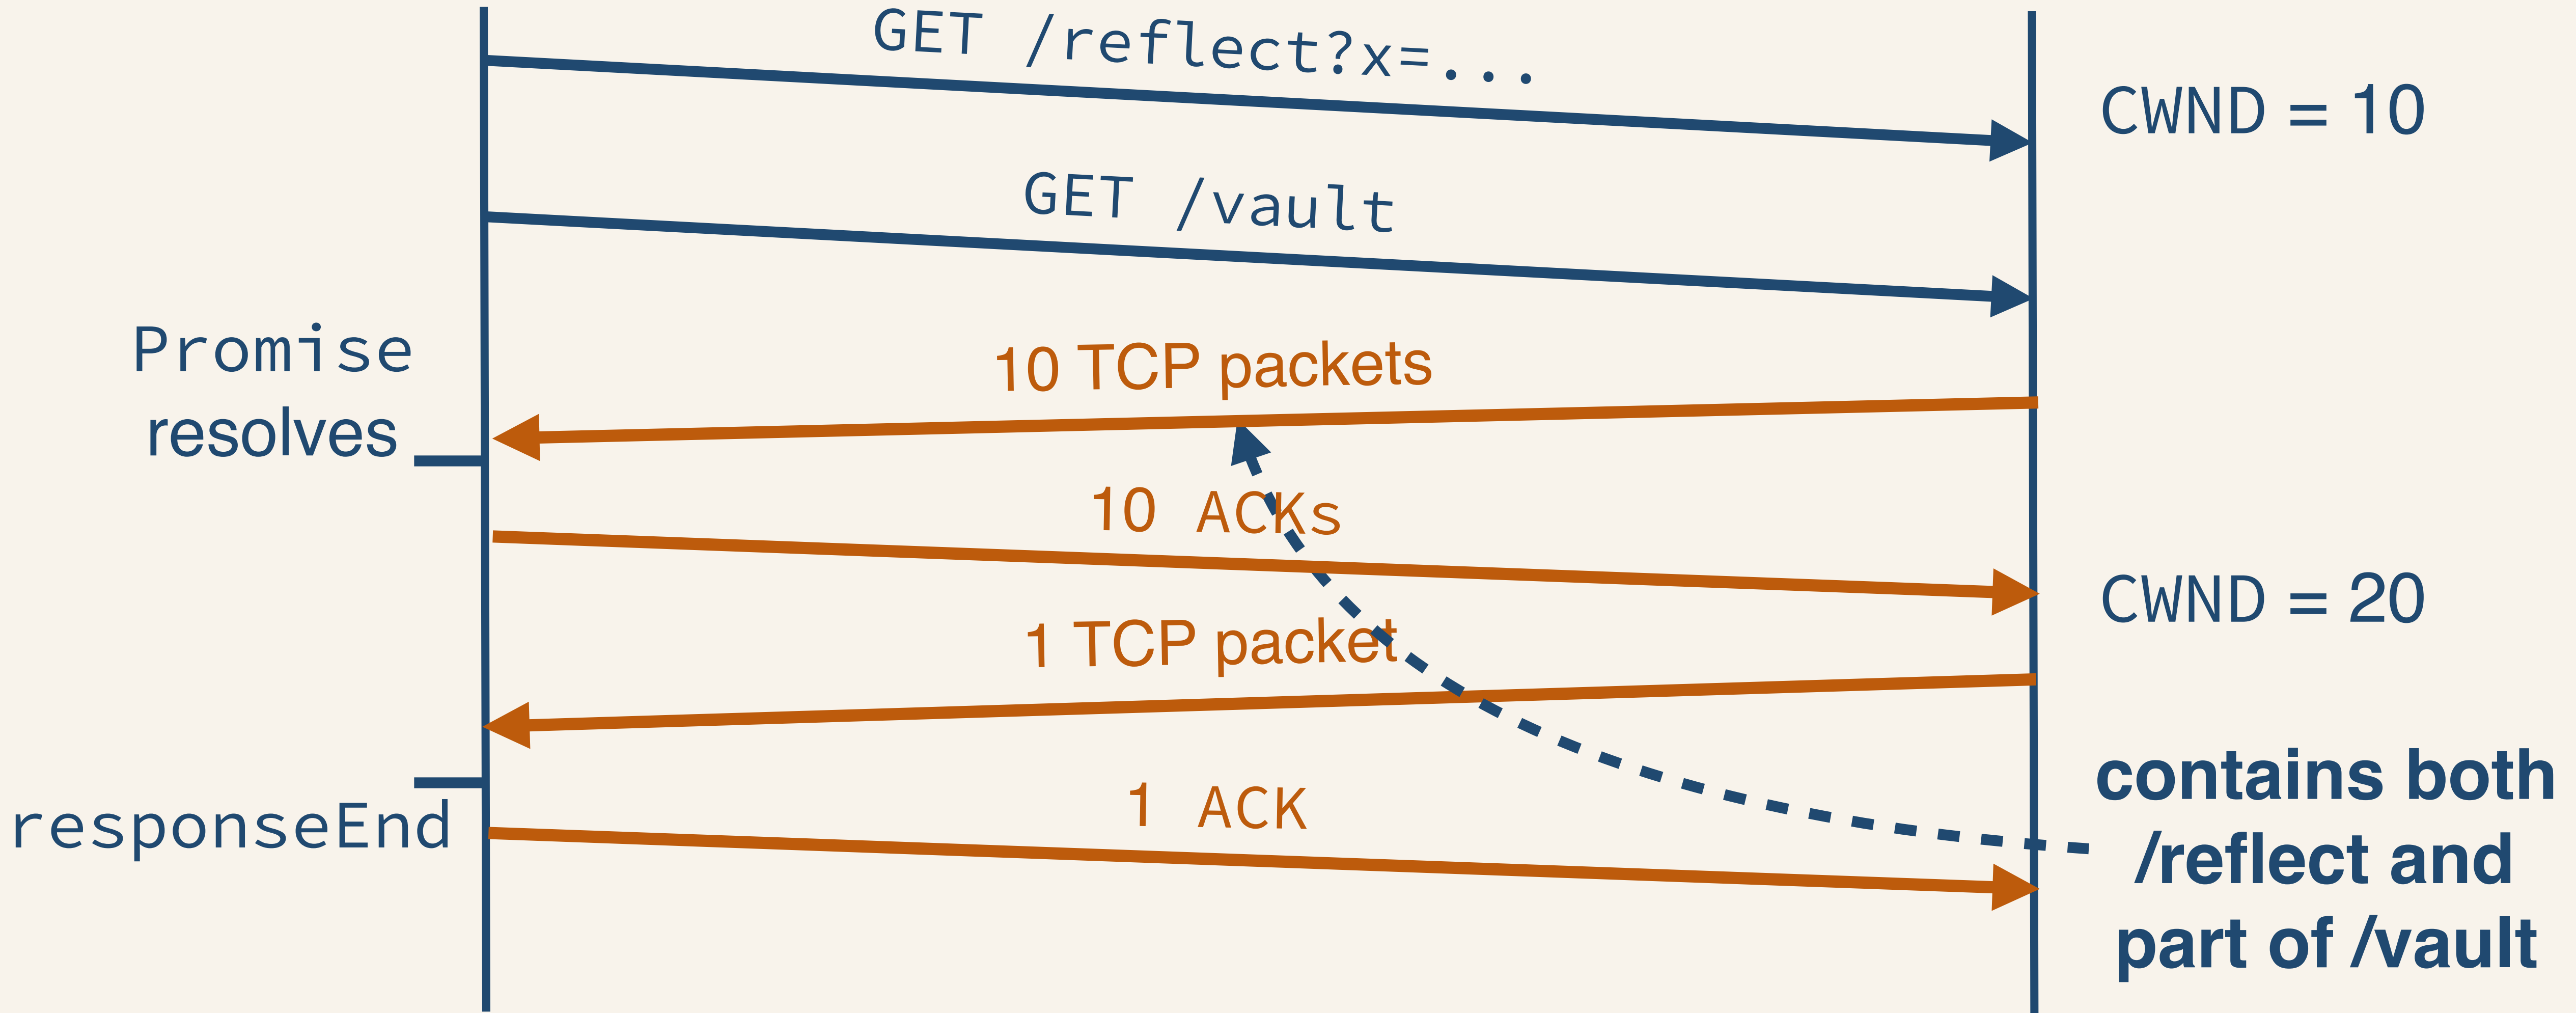 GET /reflect?x=...
CWND = 10
GET /vault
Promise
resolves
10 TCP packets
10 ACKs
CWND = 20
1 TCP packet
responseEnd
1 ACK
contains both
/reflect and
part of /vault